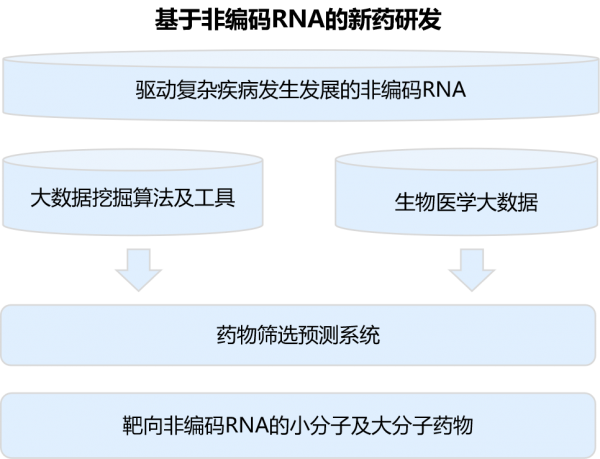 基于非编码RNA的新药研发
驱动复杂疾病发生发展的非编码RNA
大数据挖掘算法及工具
生物医学大数据
药物筛选预测系统
靶向非编码RNA的小分子及大分子药物